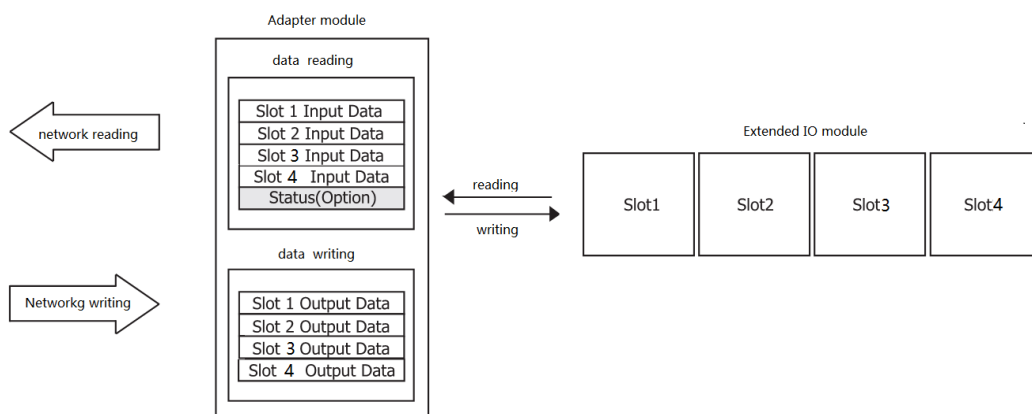 Adapter module
data reading
Slot 1 Input Data
Slot 2 Input Data
Slot 3 Input Data
Slot 4 Input Data
Status(Option)
network reading
data writing
Slot 1 Output Data
Slot 2 Output Data
Slot 3 Output Data
Slot 4 Output Data
Networkg writing
reading
writing
Extended IO module
Slot1
Slot2
Slot3
Slot4